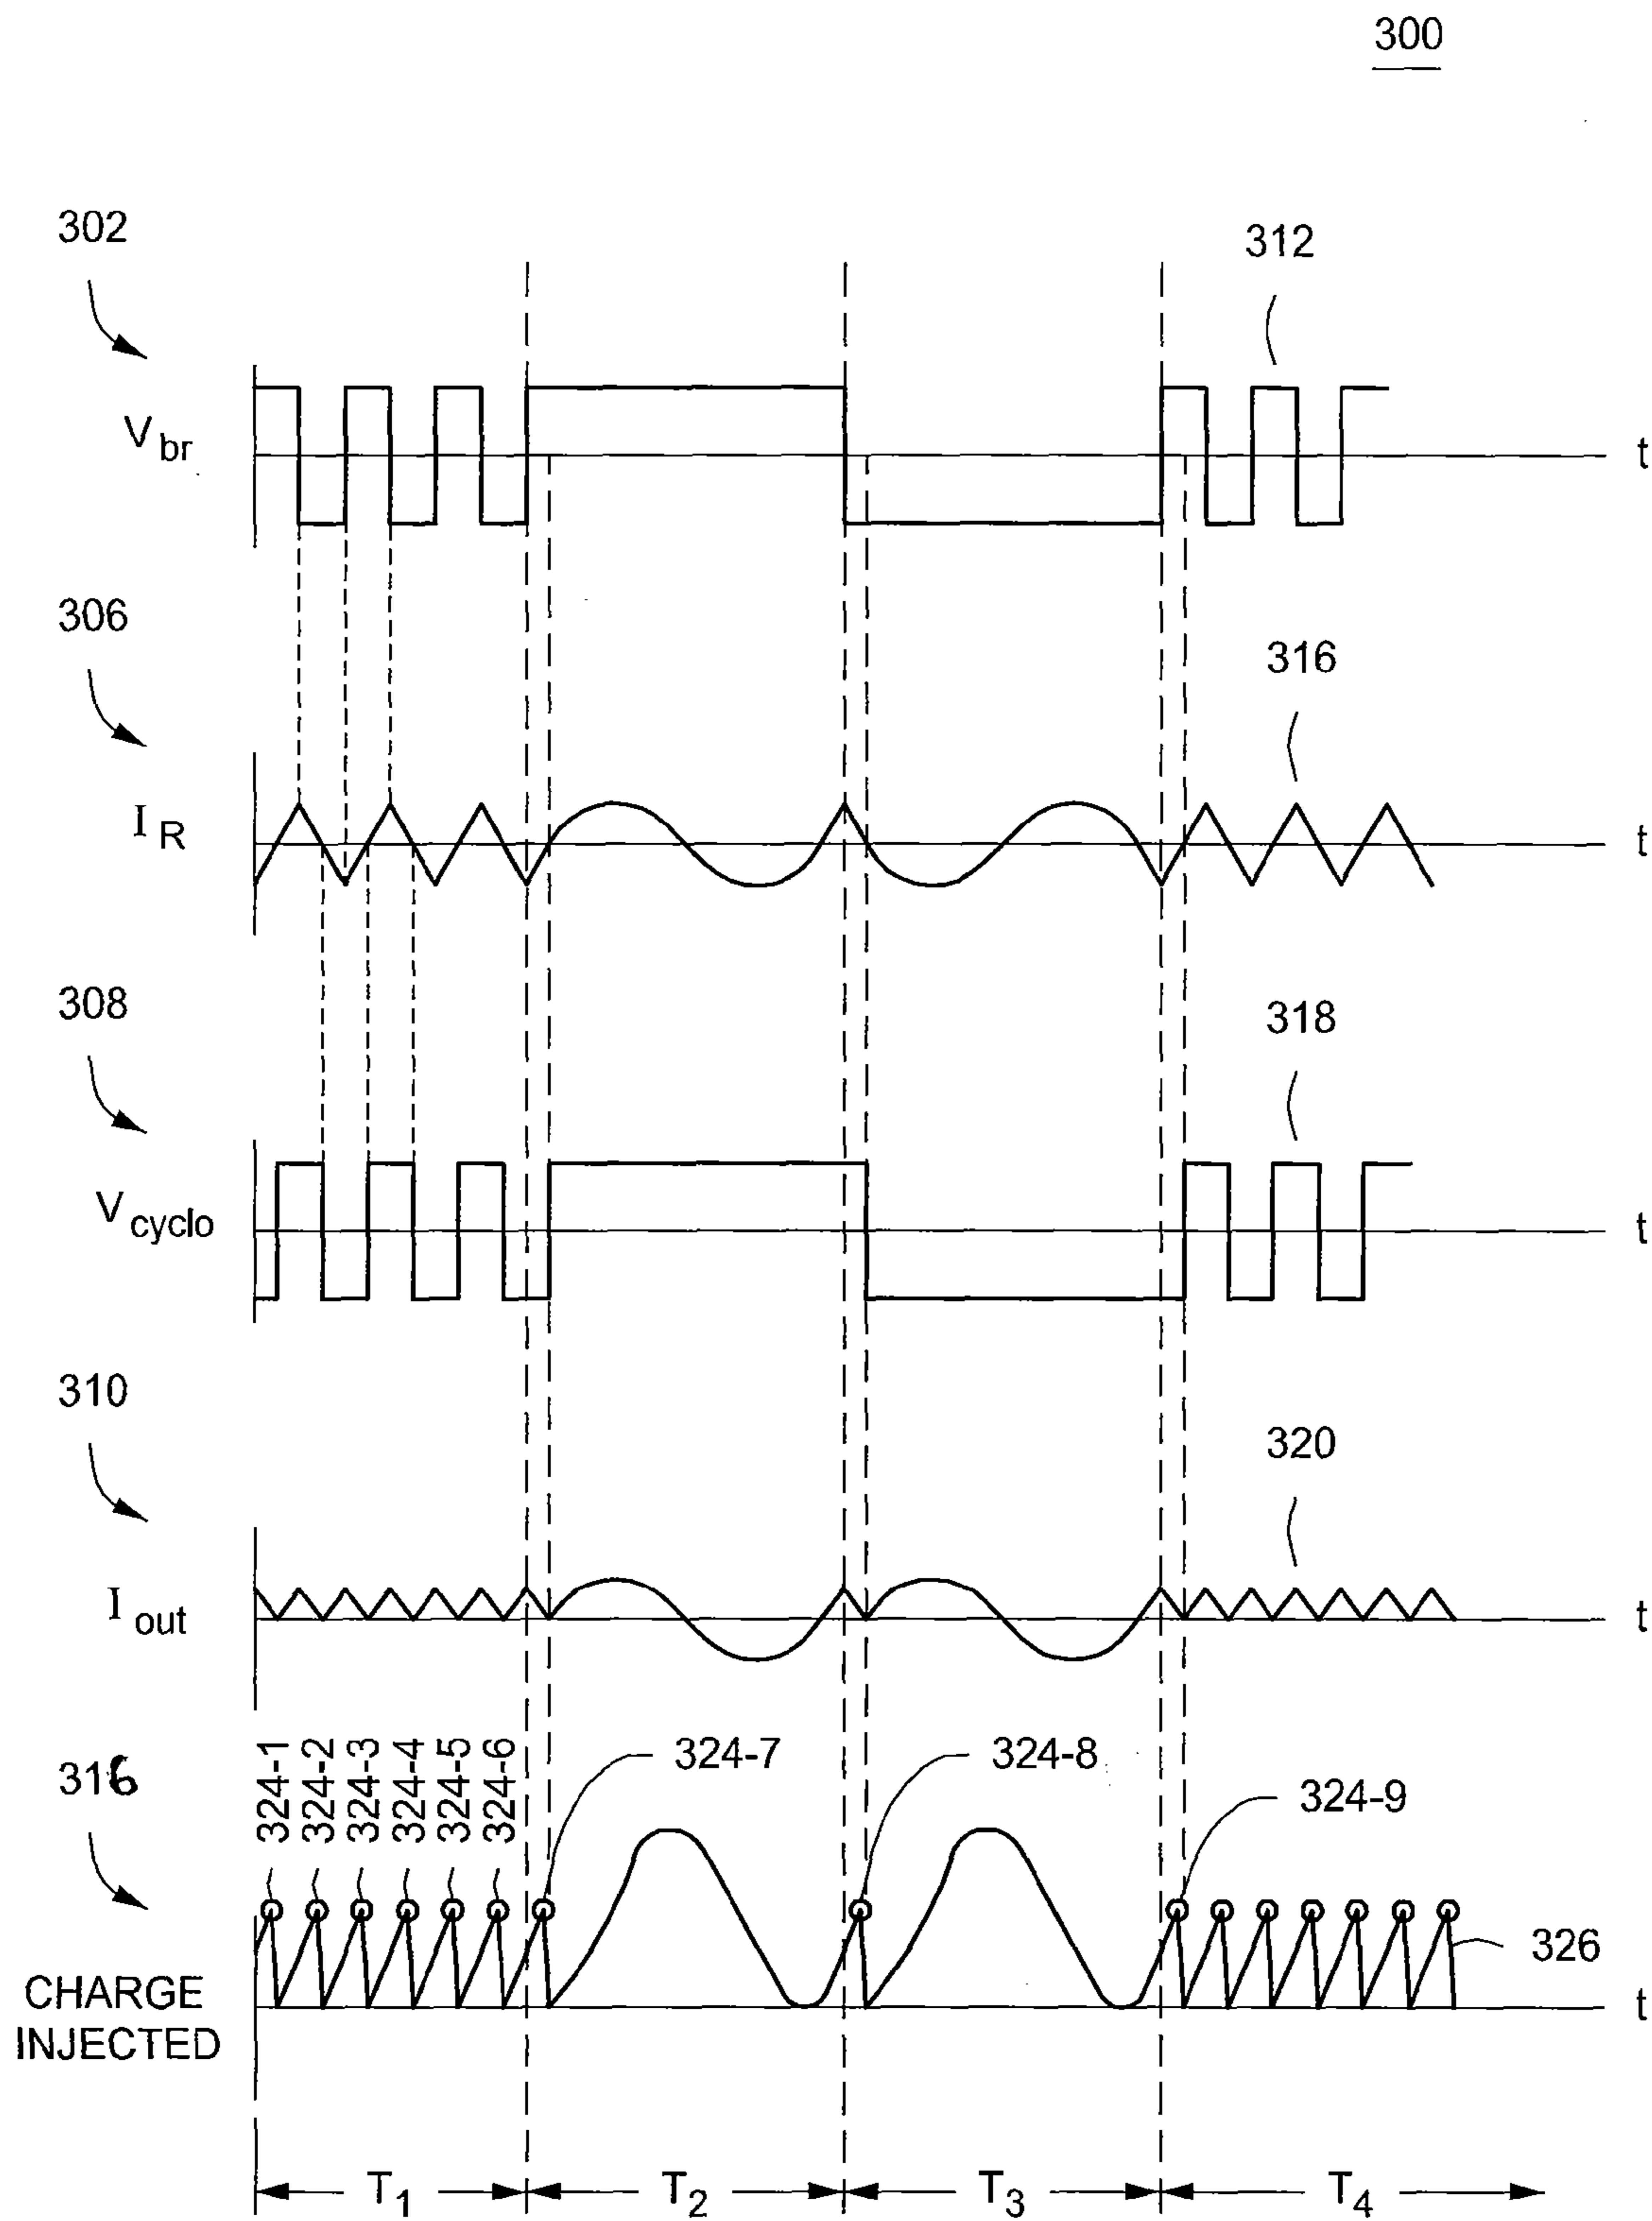 300
302
312
V br
t
306
316
I R
t
308
318
V cyclo
t
310
320
I out
t
316
324-1
324-2
324-3
324-4
324-5
324-6
324-7
324-8
324-9
326
CHARGE
INJECTED
t
T1
T2
T3
T4